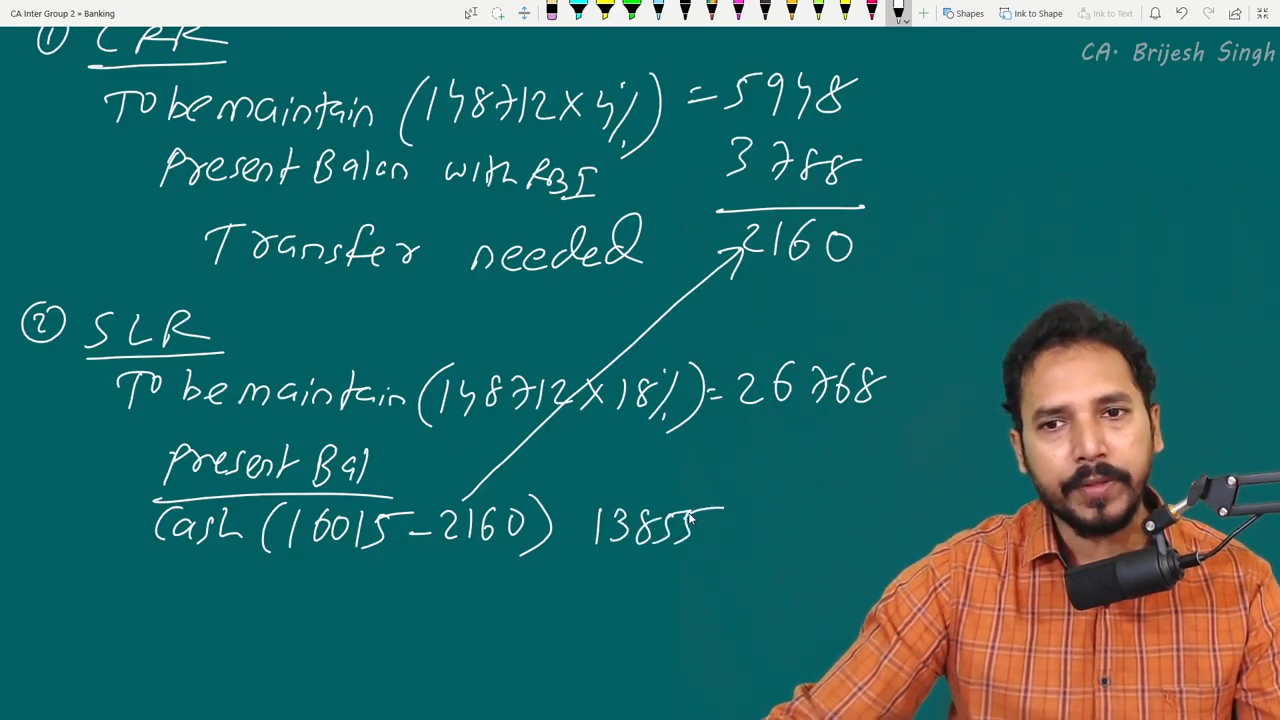 CA Inter Group 2 » Banking
Shapes
Ink to Shape
Ink to Text
CA· Brijesh Singh
① CRR
To be maintain (148712 X 4%) = 5948
Present Balan with RBI 3788
Transfer needed 2160
② SLR
To be maintain (148712 X 18%) = 26768
Present Bal
Cash (16015 - 2160) 13855